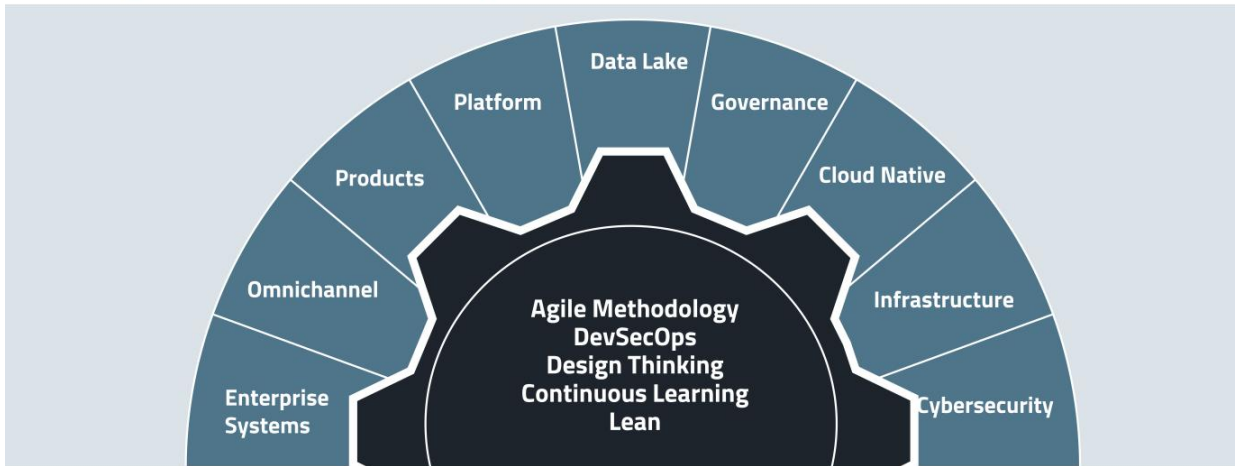 Data Lake
Platform
Governance
Products
Cloud Native
Omnichannel
Infrastructure
Enterprise
Systems
Cybersecurity
Agile Methodology
DevSecOps
Design Thinking
Continuous Learning
Lean